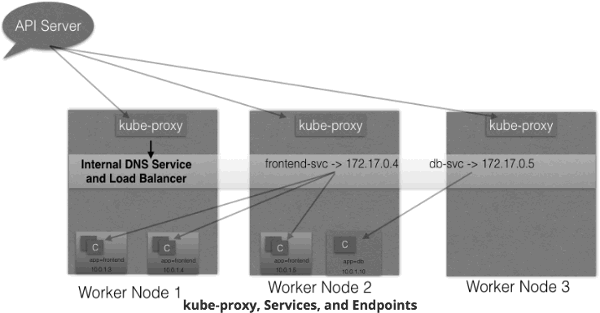 API Server
kube-proxy
kube-proxy
kube-proxy
Internal DNS Service
and Load Balancer
frontend-svc -> 172.17.0.4
db-svc -> 172.17.0.5
C
C
C
C
app=frontend
app=frontend
app=frontend
app=db
10.0.1.3
10.0.1.4
10.0.1.5
10.0.1.10
Worker Node 1
Worker Node 2
Worker Node 3
kube-proxy, Services, and Endpoints